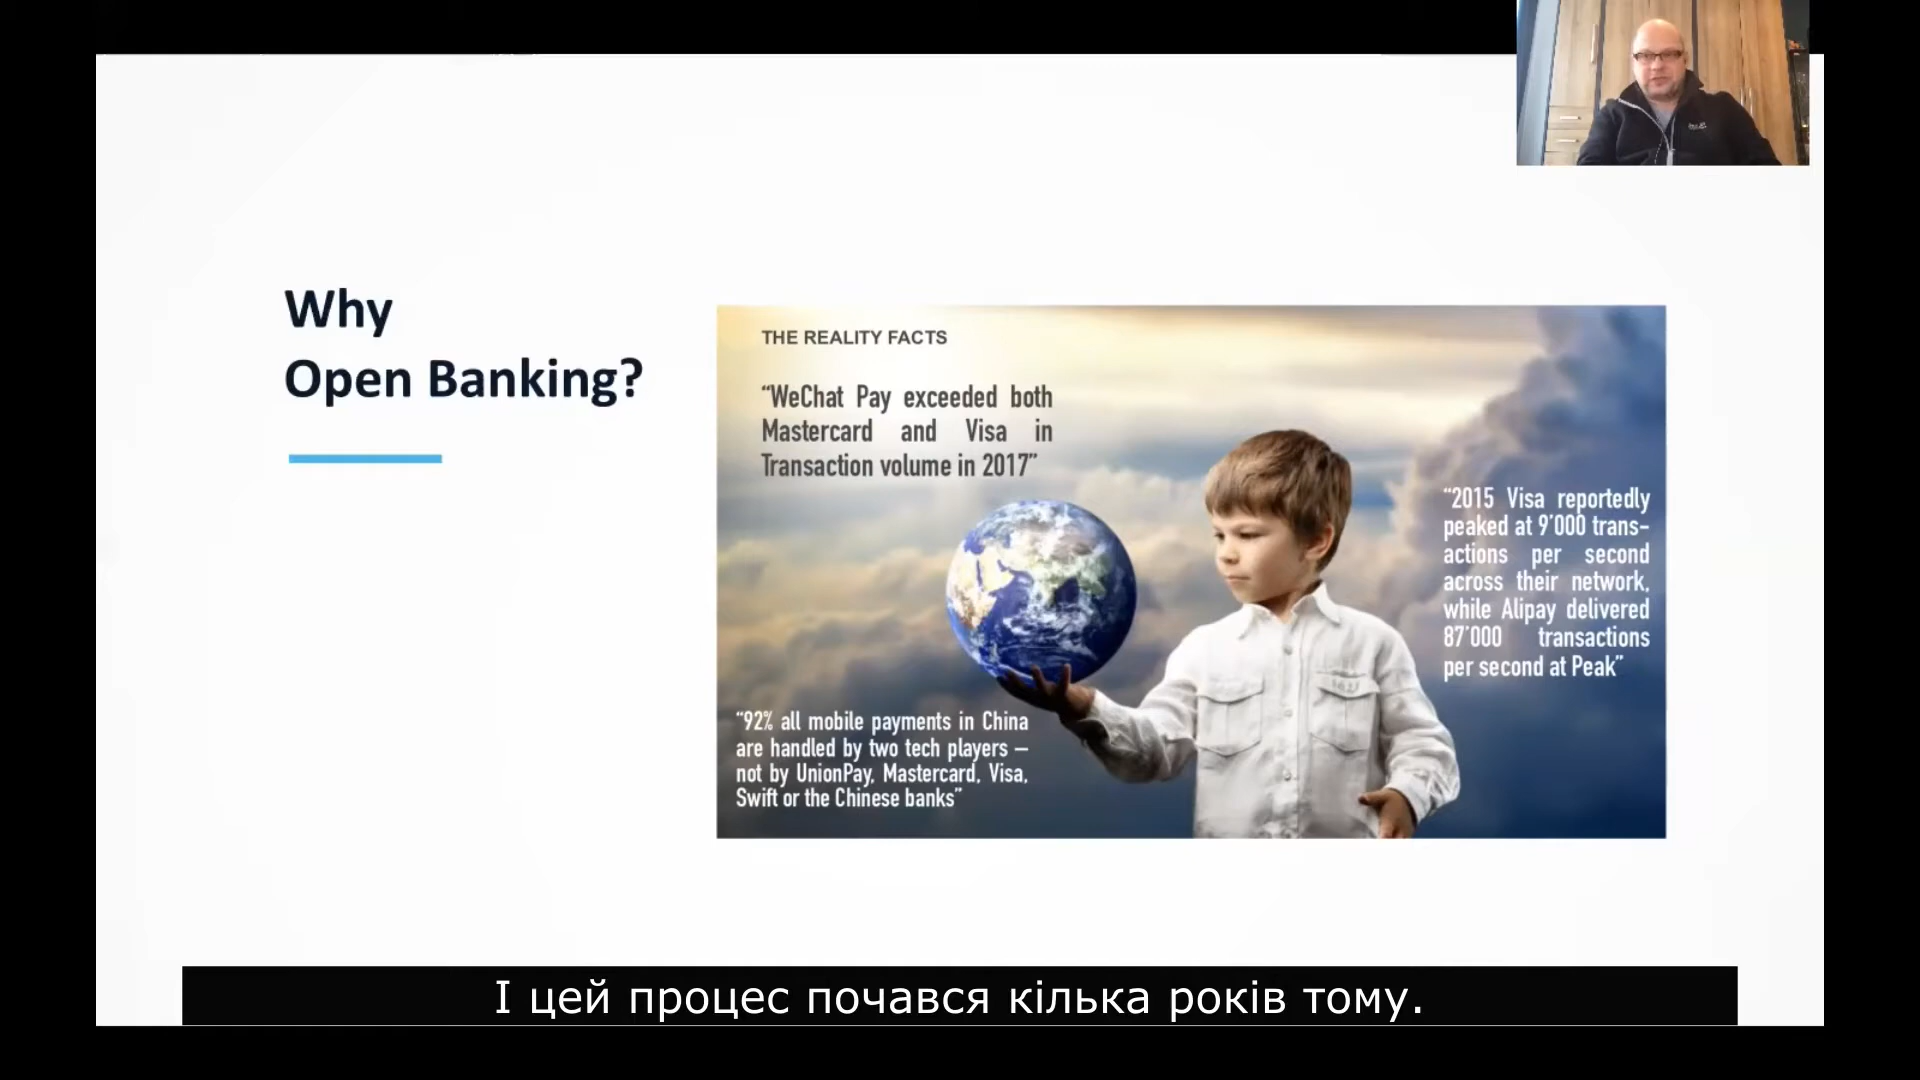 Why
Open Banking?
THE REALITY FACTS
“WeChat Pay exceeded both
Mastercard and Visa in
Transaction volume in 2017”
“2015 Visa reportedly
peaked at 9’000 trans-
actions per second
across their network,
while Alipay delivered
87’000 transactions
per second at Peak”
“92% all mobile payments in China
are handled by two tech players –
not by UnionPay, Mastercard, Visa,
Swift or the Chinese banks”
І цей процес почався кілька років тому.